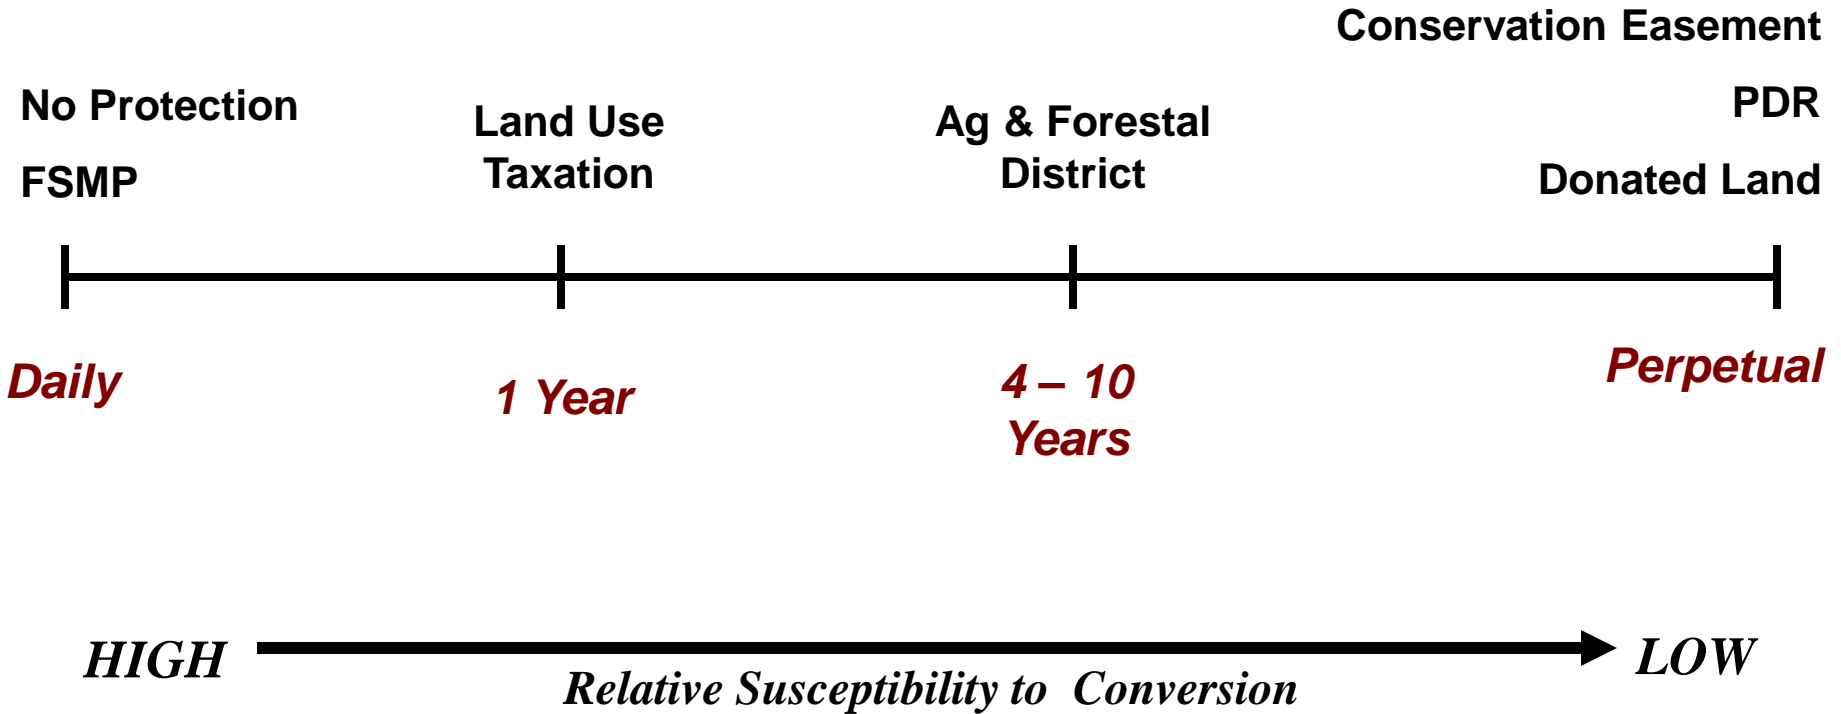 No Protection
FSMP
Land Use
Taxation
Ag & Forestal
District
Conservation Easement
PDR
Donated Land
Daily
1 Year
4 – 10
Years
Perpetual
HIGH
Relative Susceptibility to Conversion
LOW